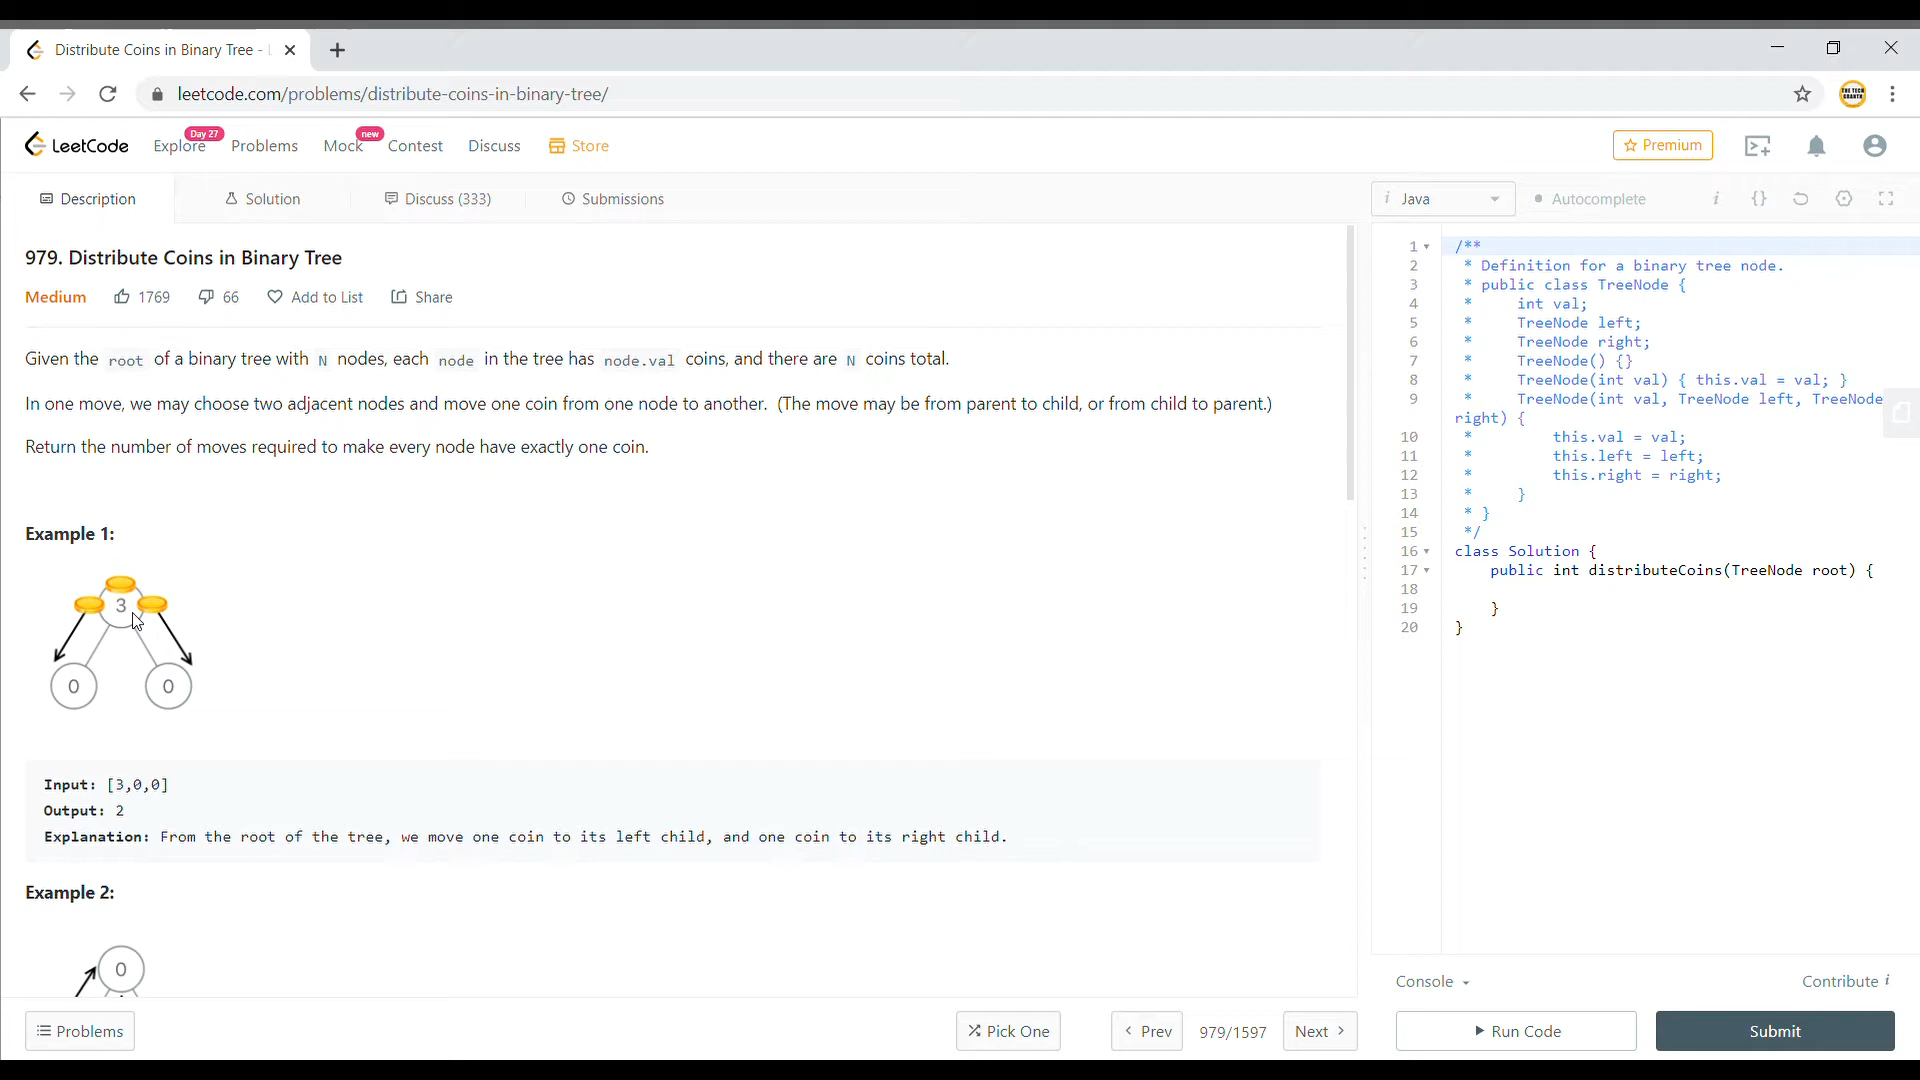 Distribute Coins in Binary Tree -
leetcode.com/problems/distribute-coins-in-binary-tree/
THE TECH GRANTH
LeetCode
Explore
Day 27
Problems
Mock
new
Contest
Discuss
Store
Premium
Description
Solution
Discuss (333)
Submissions
i Java
Autocomplete
i {}
979. Distribute Coins in Binary Tree
Medium 1769 66 Add to List Share
Given the root of a binary tree with N nodes, each node in the tree has node.val coins, and there are N coins total.
In one move, we may choose two adjacent nodes and move one coin from one node to another.  (The move may be from parent to child, or from child to parent.)
Return the number of moves required to make every node have exactly one coin.
Example 1:
3
0 0
Input: [3,0,0]
Output: 2
Explanation: From the root of the tree, we move one coin to its left child, and one coin to its right child.
Example 2:
0
1 /**
2 * Definition for a binary tree node.
3 * public class TreeNode {
4 *     int val;
5 *     TreeNode left;
6 *     TreeNode right;
7 *     TreeNode() {}
8 *     TreeNode(int val) { this.val = val; }
9 *     TreeNode(int val, TreeNode left, TreeNode
right) {
10 *         this.val = val;
11 *         this.left = left;
12 *         this.right = right;
13 *     }
14 * }
15 */
16 class Solution {
17     public int distributeCoins(TreeNode root) {
18
19     }
20 }
Console
Contribute i
Problems
Pick One
Prev
979/1597
Next
Run Code
Submit